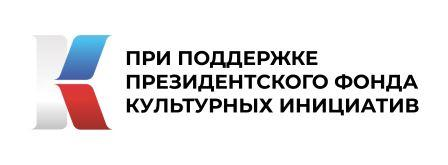 ПРИ ПОДДЕРЖКЕ
ПРЕЗИДЕНТСКОГО ФОНДА
КУЛЬТУРНЫХ ИНИЦИАТИВ